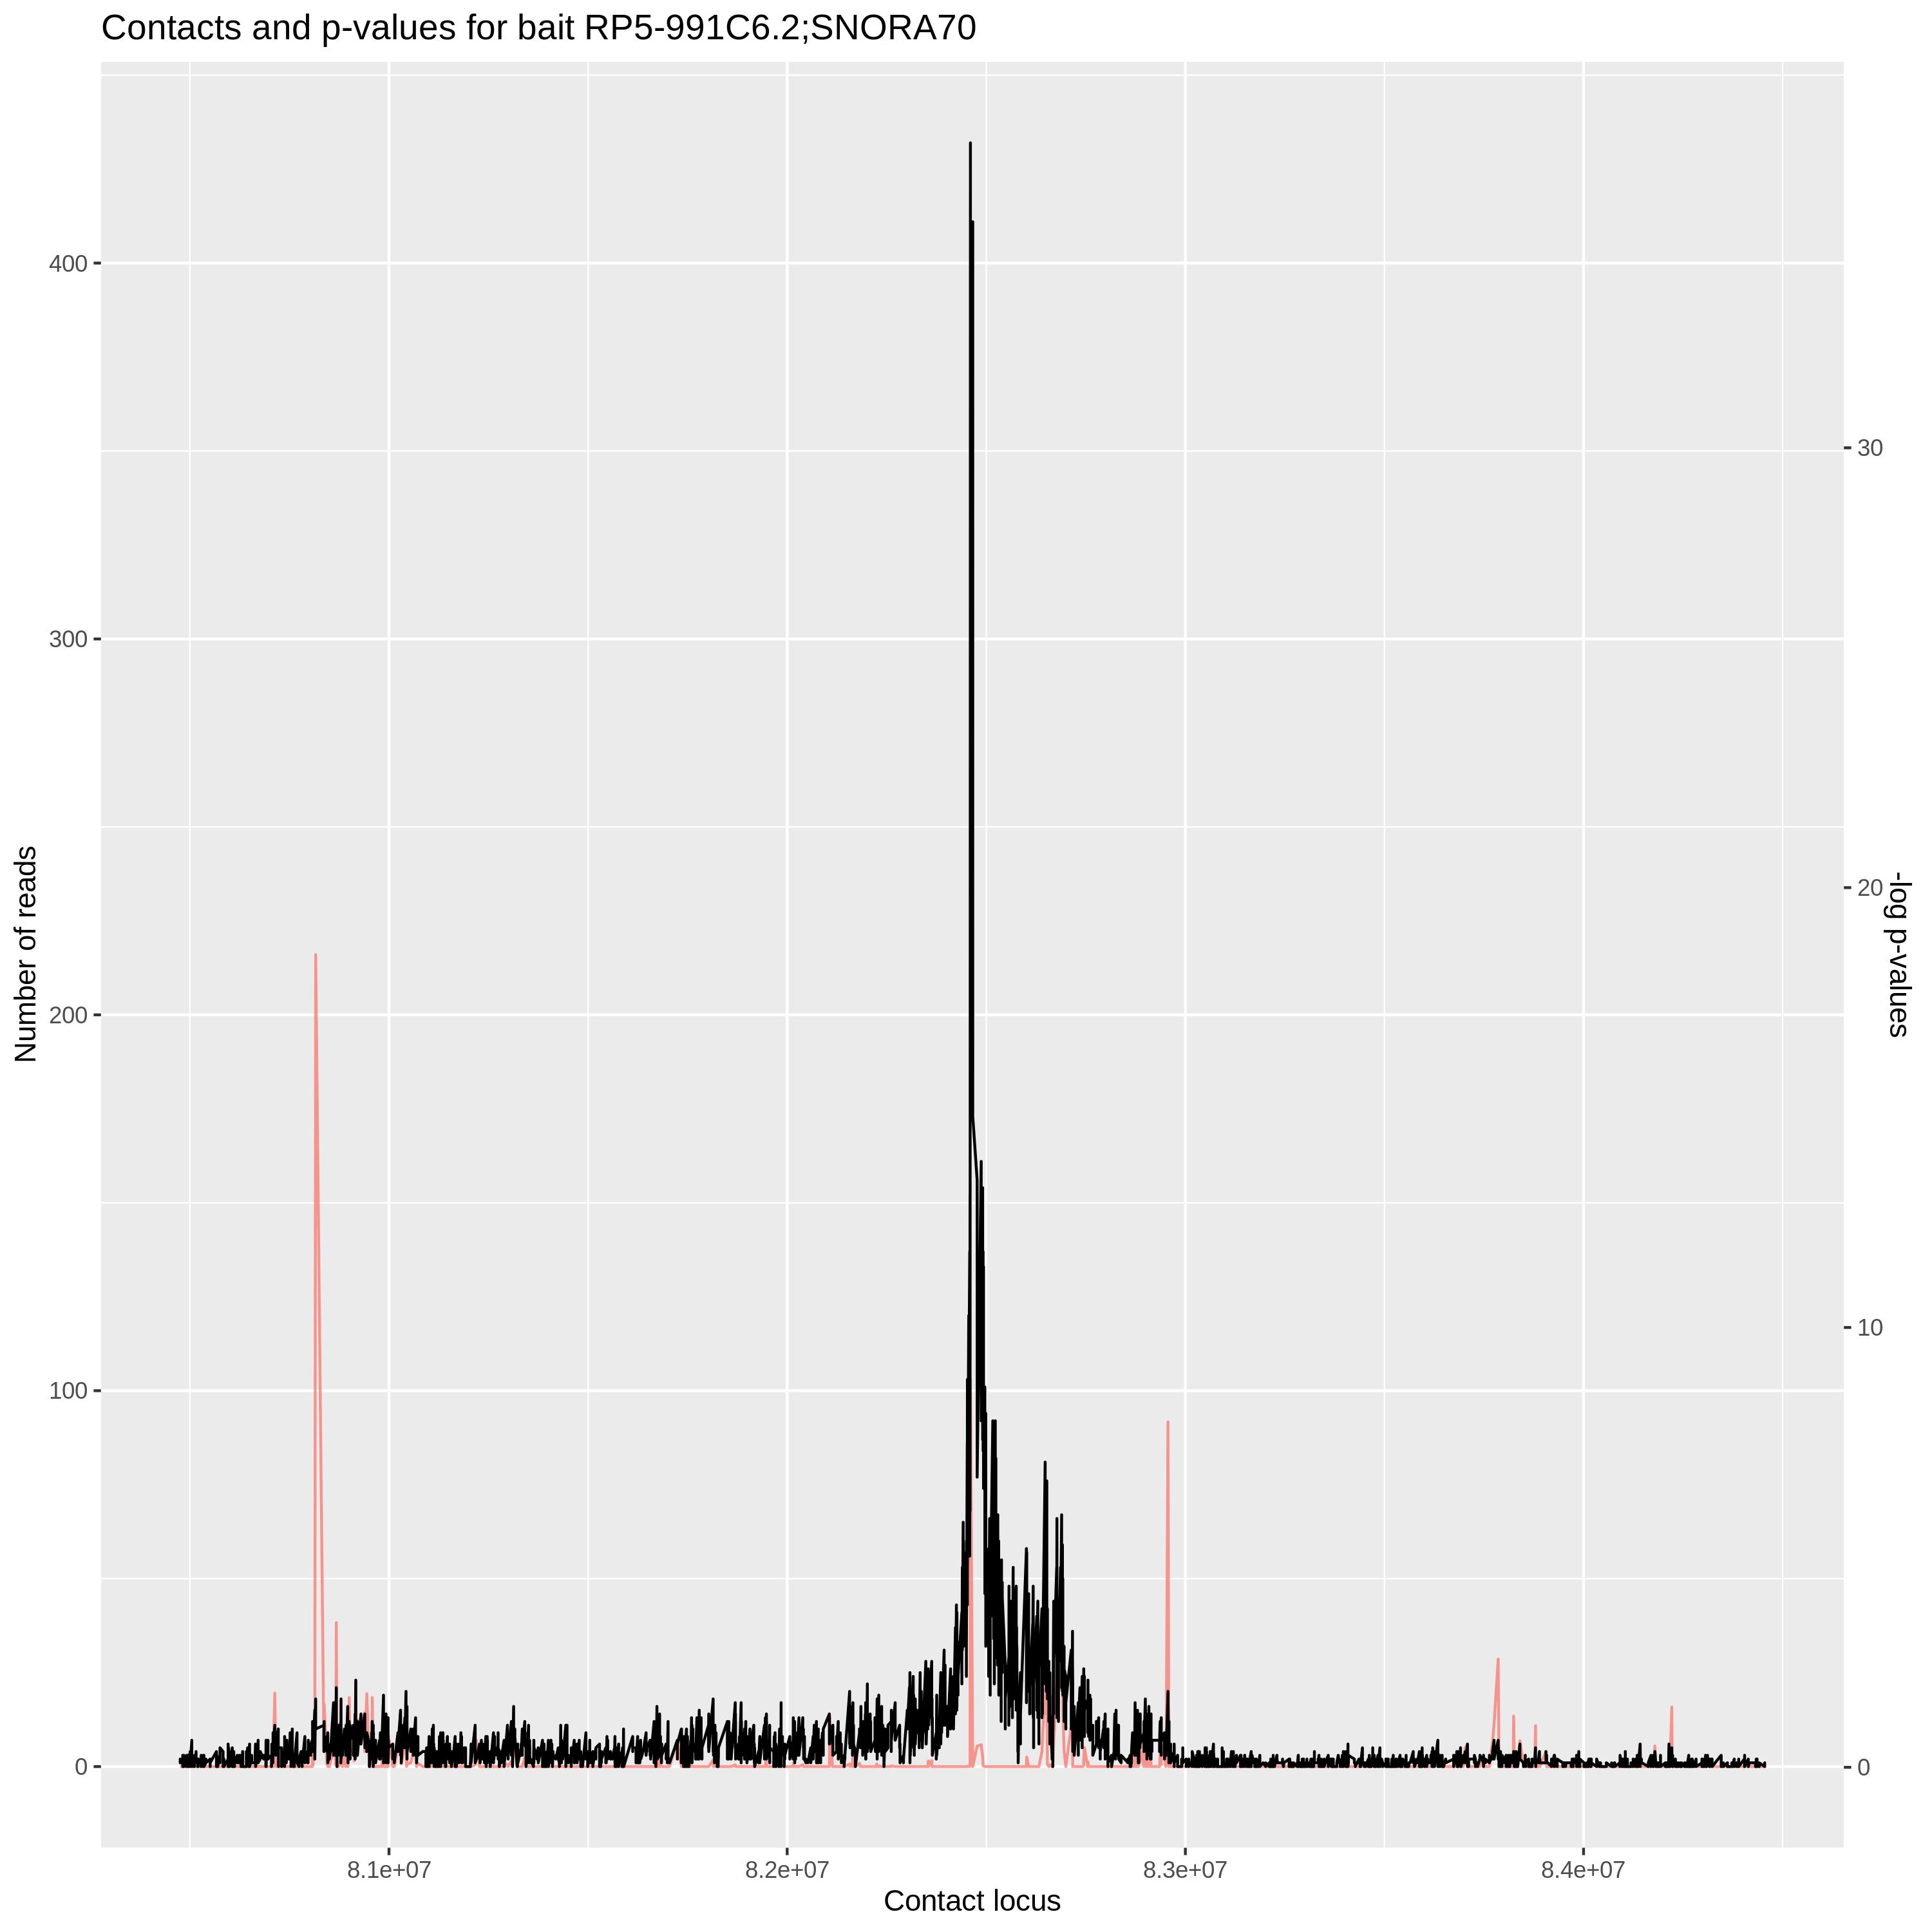 Contacts and p-values for bait RP5-991C6.2;SNORA70
Number of reads
400
300
200
100
0
30
20
10
0
-log p-values
8.1e+07 8.2e+07 8.3e+07 8.4e+07
Contact locus